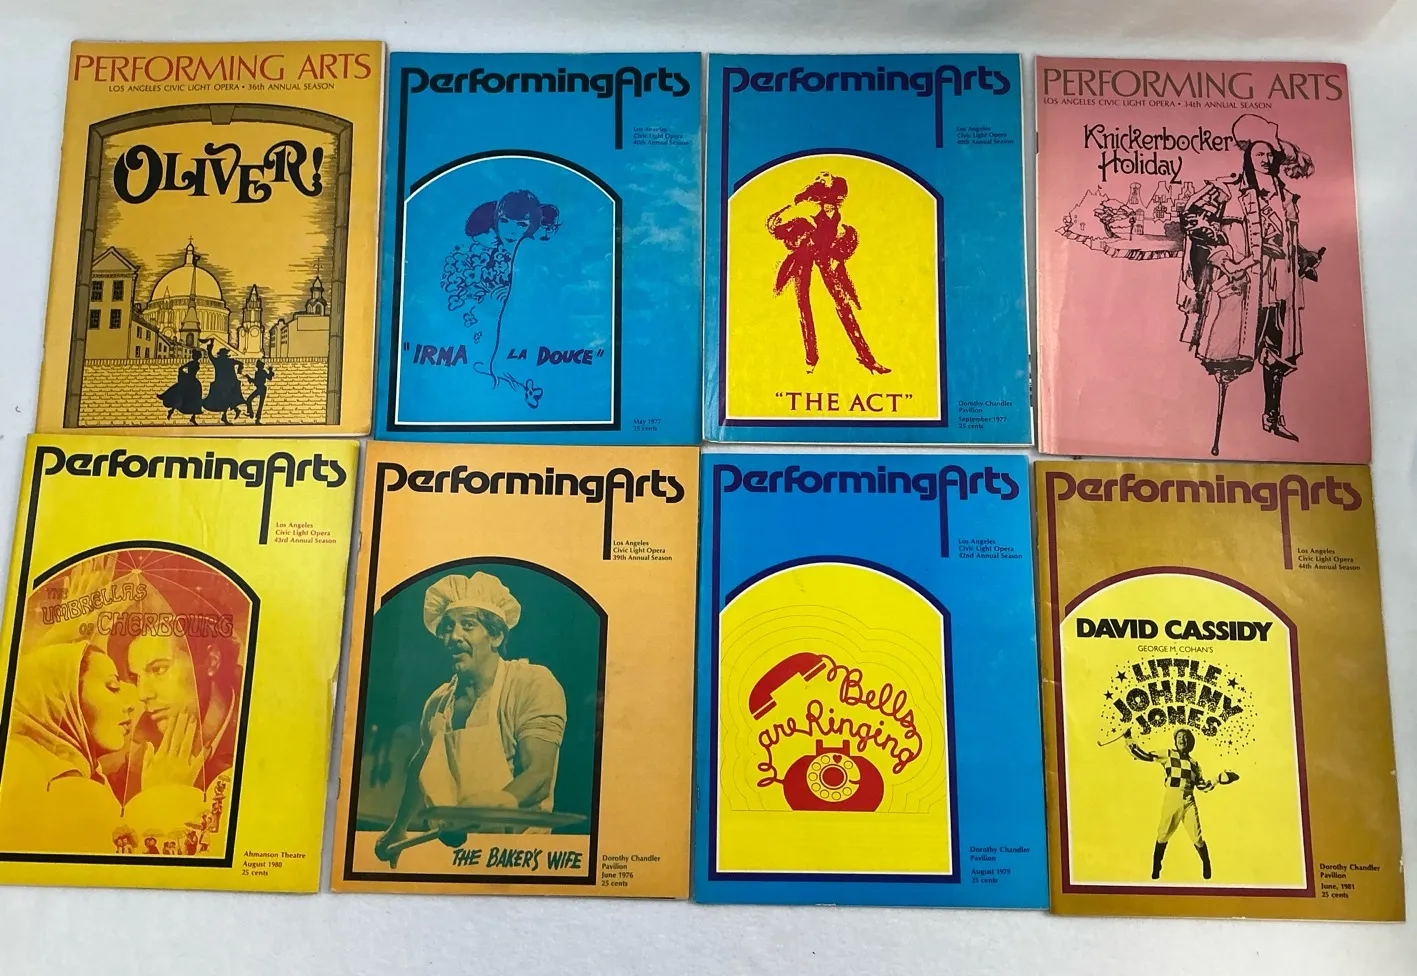 PERFORMING ARTS
LOS ANGELES CIVIC LIGHT OPERA • 36th ANNUAL SEASON
OLIVER!
PerformingArts
Los Angeles
Civic Light Opera
40th Annual Season
"IRMA LA DOUCE"
May 1977
25 cents
PerformingArts
Los Angeles
Civic Light Opera
40th Annual Season
"THE ACT"
Dorothy Chandler
Pavilion
September 1977
25 cents
PERFORMING ARTS
LOS ANGELES CIVIC LIGHT OPERA • 34th ANNUAL SEASON
Knickerbocker
Holiday
PerformingArts
Los Angeles
Civic Light Opera
43rd Annual Season
THE
UMBRELLAS
OF CHERBOURG
Ahmanson Theatre
August 1980
25 cents
PerformingArts
Los Angeles
Civic Light Opera
39th Annual Season
THE BAKER'S WIFE
Dorothy Chandler
Pavilion
June 1976
25 cents
PerformingArts
Los Angeles
Civic Light Opera
42nd Annual Season
Bells
are Ringing
Dorothy Chandler
Pavilion
August 1979
25 cents
PerformingArts
Los Angeles
Civic Light Opera
44th Annual Season
DAVID CASSIDY
GEORGE M. COHAN'S
LITTLE
JOHNNY
JONES
Dorothy Chandler
Pavilion
June, 1981
25 cents